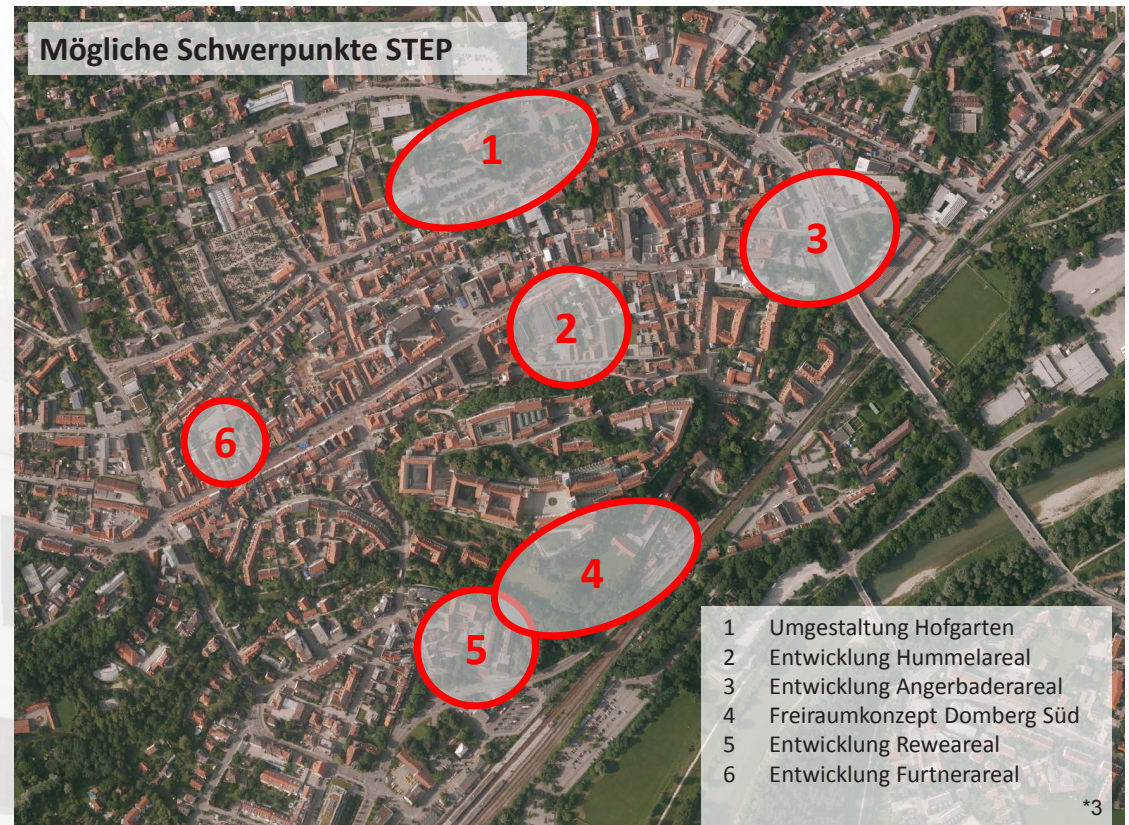 Mögliche Schwerpunkte STEP
1
2
3
4
5
6
1 Umgestaltung Hofgarten
2 Entwicklung Hummelareal
3 Entwicklung Angerbaderareal
4 Freiraumkonzept Domberg Süd
5 Entwicklung Reweareal
6 Entwicklung Furtnerareal
*3